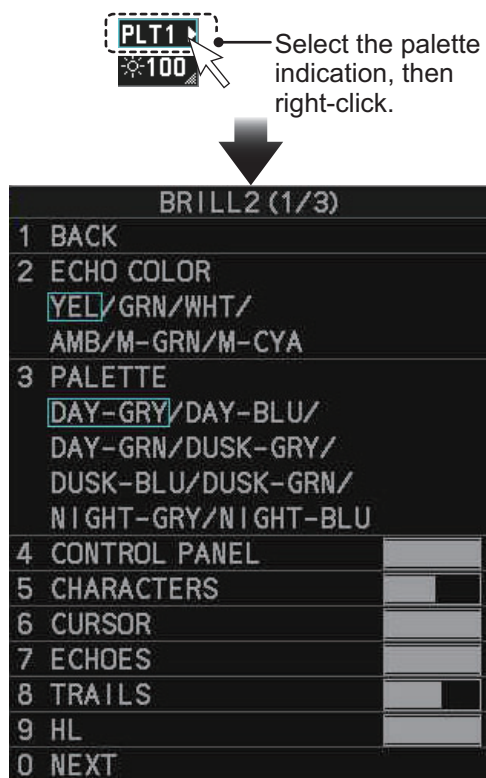 PLT1
100
Select the palette
indication, then
right-click.
BRILL2 (1/3)
1 BACK
2 ECHO COLOR
YEL/GRN/WHT/
AMB/M-GRN/M-CYA
3 PALETTE
DAY-GRY/DAY-BLU/
DAY-GRN/DUSK-GRY/
DUSK-BLU/DUSK-GRN/
NIGHT-GRY/NIGHT-BLU
4 CONTROL PANEL
5 CHARACTERS
6 CURSOR
7 ECHOES
8 TRAILS
9 HL
0 NEXT